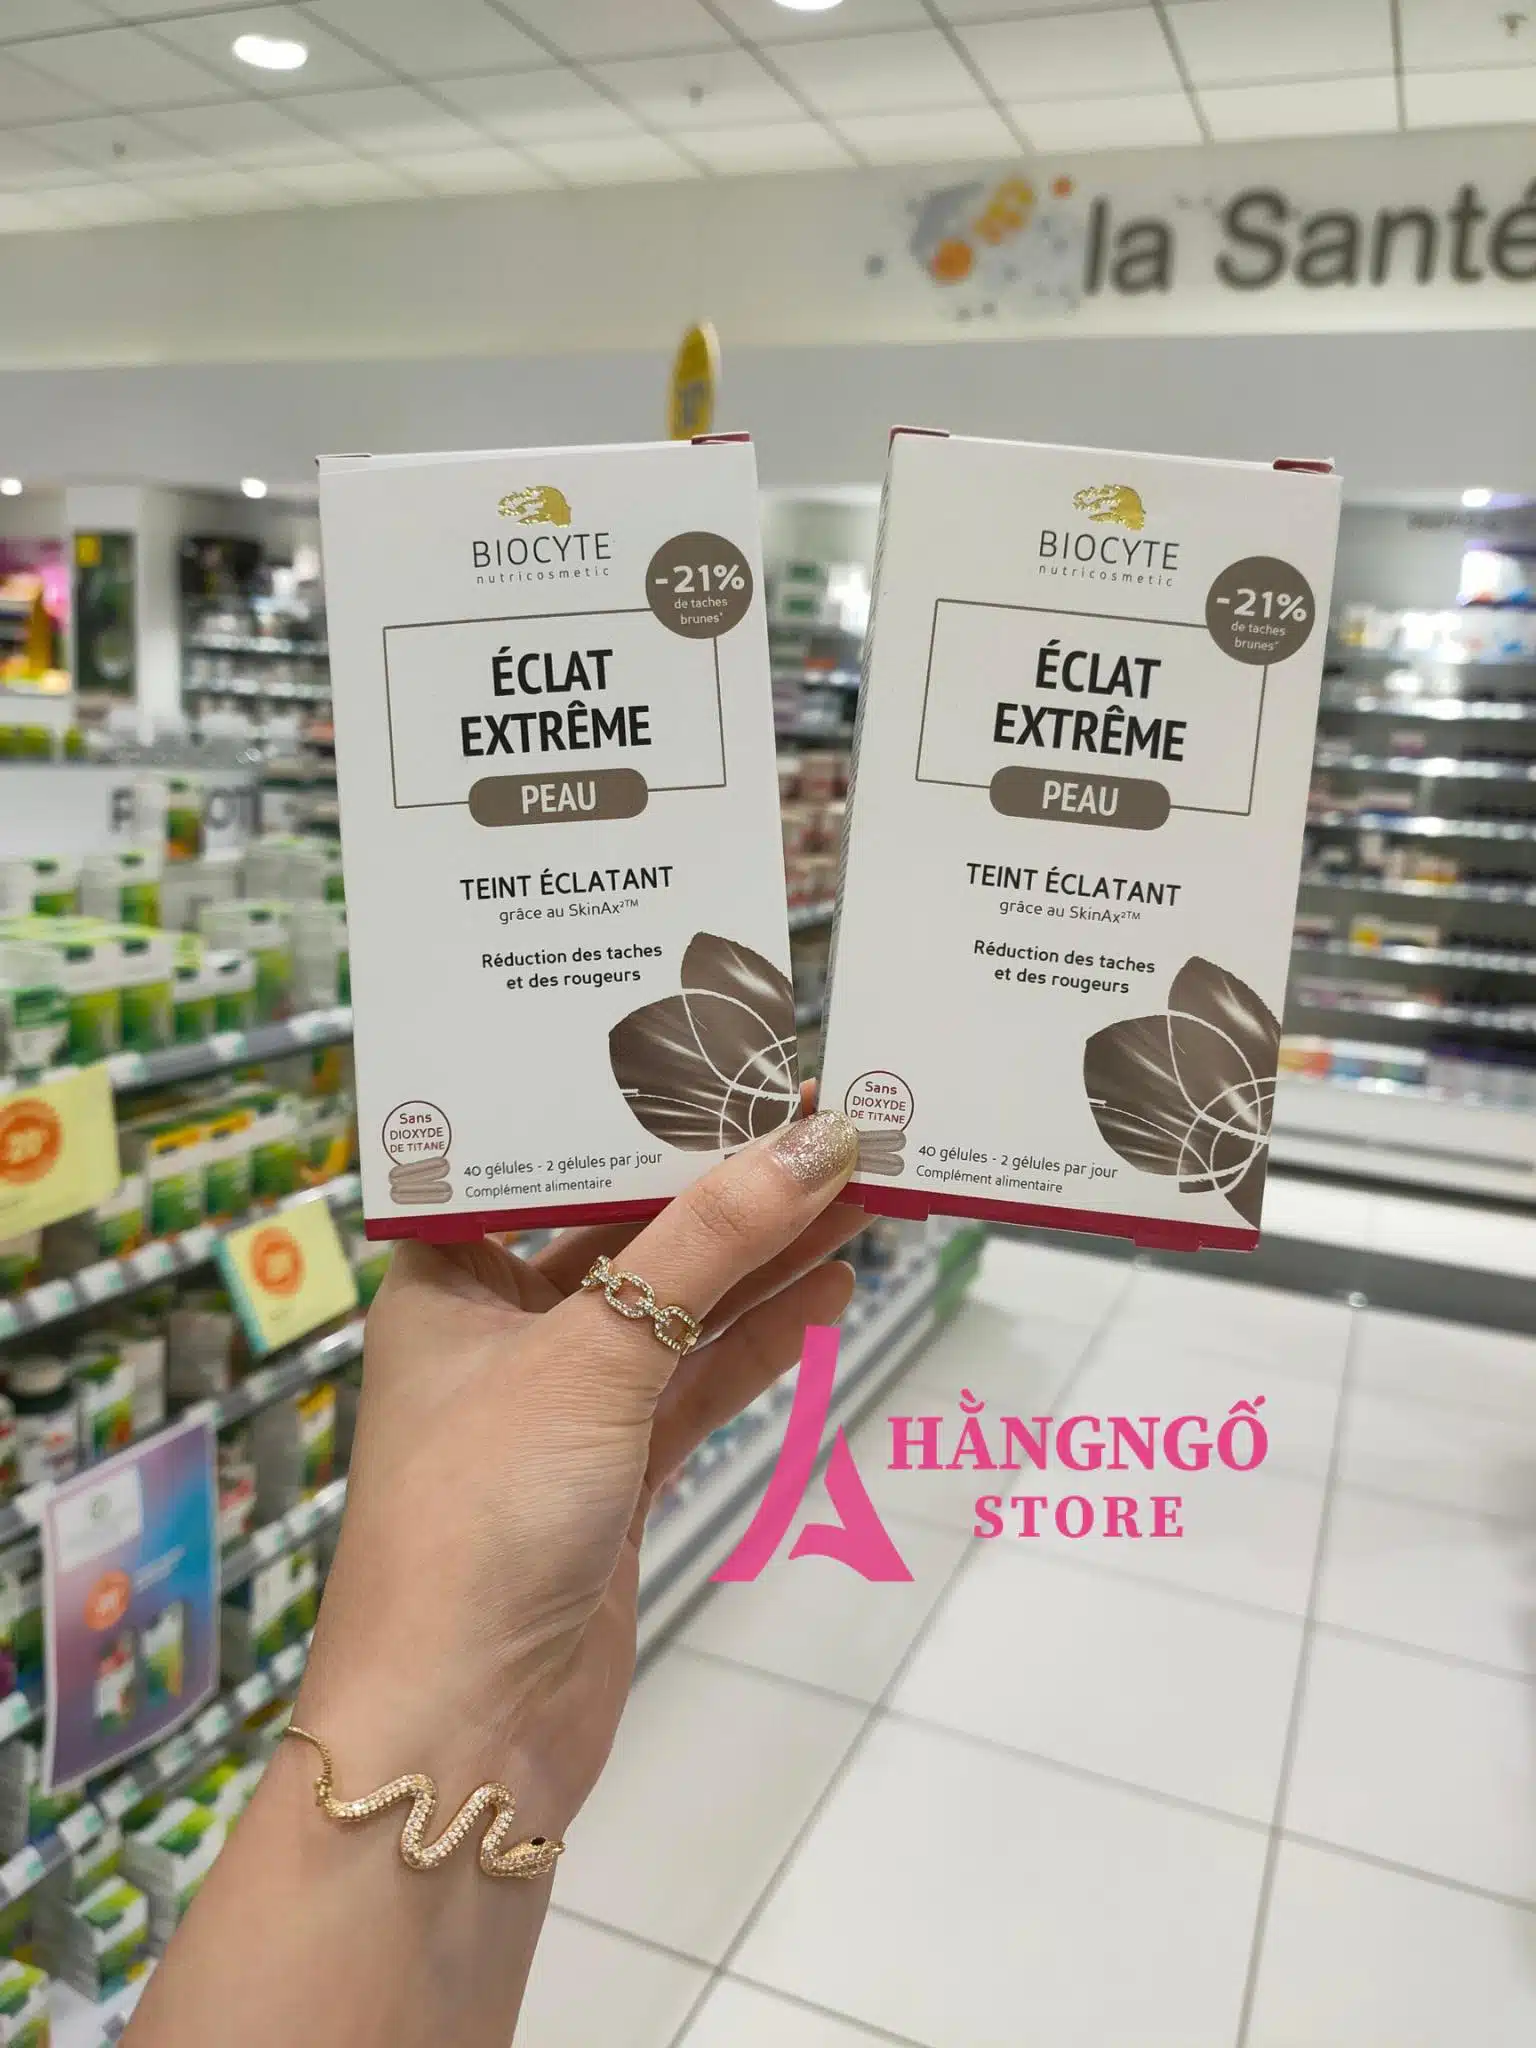 la Santé
BIOCYTE
nutricosmetic
-21%
de taches
brunes*
ÉCLAT
EXTRÊME
PEAU
TEINT ÉCLATANT
grâce au SkinAx²™
Réduction des taches
et des rougeurs
Sans
DIOXYDE
DE TITANE
40 gélules - 2 gélules par jour
Complément alimentaire
BIOCYTE
nutricosmetic
-21%
de taches
brunes*
ÉCLAT
EXTRÊME
PEAU
TEINT ÉCLATANT
grâce au SkinAx²™
Réduction des taches
et des rougeurs
Sans
DIOXYDE
DE TITANE
40 gélules - 2 gélules par jour
Complément alimentaire
HẰNGNGỐ
STORE